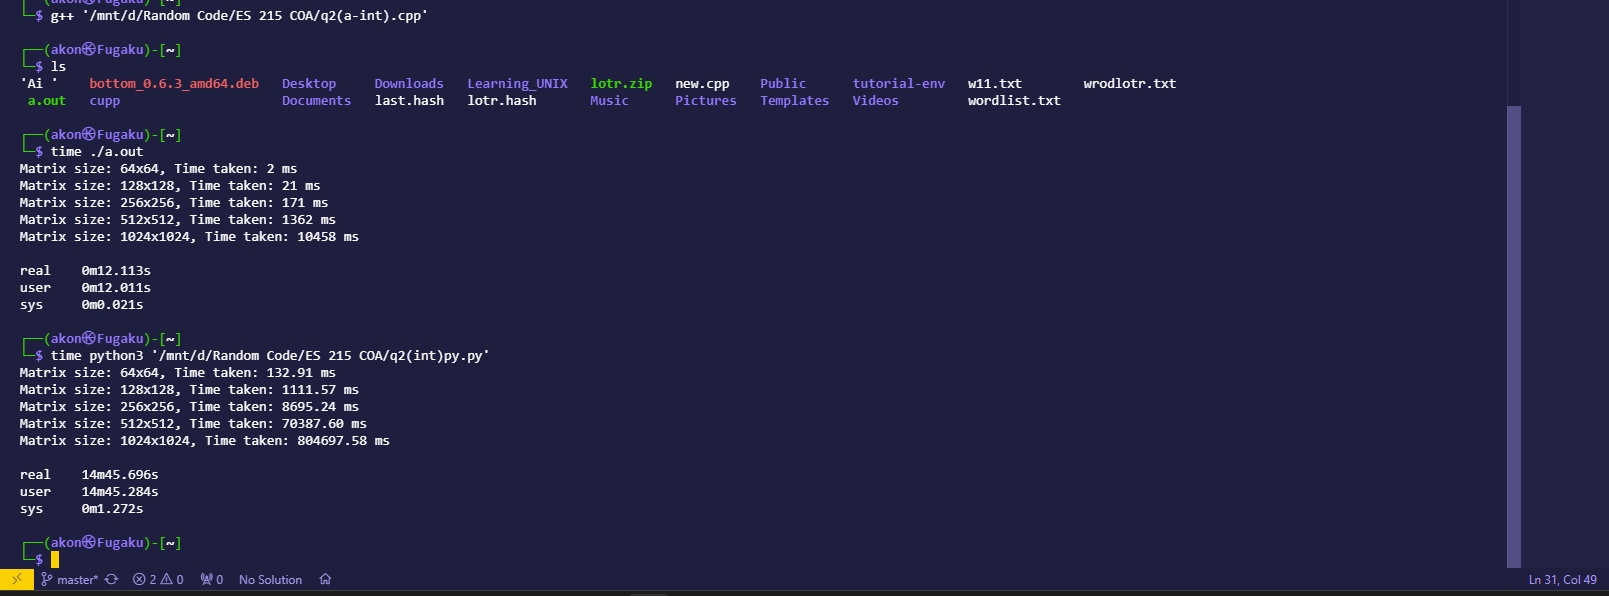 ┌──(akon㉿Fugaku)-[~]
└─$ g++ '/mnt/d/Random Code/ES 215 COA/q2(a-int).cpp'
┌──(akon㉿Fugaku)-[~]
└─$ ls
'Ai ' bottom_0.6.3_amd64.deb Desktop Downloads Learning_UNIX lotr.zip new.cpp Public tutorial-env w11.txt wrodlotr.txt
a.out cupp Documents last.hash lotr.hash Music Pictures Templates Videos wordlist.txt
┌──(akon㉿Fugaku)-[~]
└─$ time ./a.out
Matrix size: 64x64, Time taken: 2 ms
Matrix size: 128x128, Time taken: 21 ms
Matrix size: 256x256, Time taken: 171 ms
Matrix size: 512x512, Time taken: 1362 ms
Matrix size: 1024x1024, Time taken: 10458 ms
real 0m12.113s
user 0m12.011s
sys 0m0.021s
┌──(akon㉿Fugaku)-[~]
└─$ time python3 '/mnt/d/Random Code/ES 215 COA/q2(int)py.py'
Matrix size: 64x64, Time taken: 132.91 ms
Matrix size: 128x128, Time taken: 1111.57 ms
Matrix size: 256x256, Time taken: 8695.24 ms
Matrix size: 512x512, Time taken: 70387.60 ms
Matrix size: 1024x1024, Time taken: 804697.58 ms
real 14m45.696s
user 14m45.284s
sys 0m1.272s
┌──(akon㉿Fugaku)-[~]
└─$
master* 2 0 0 No Solution Ln 31, Col 49